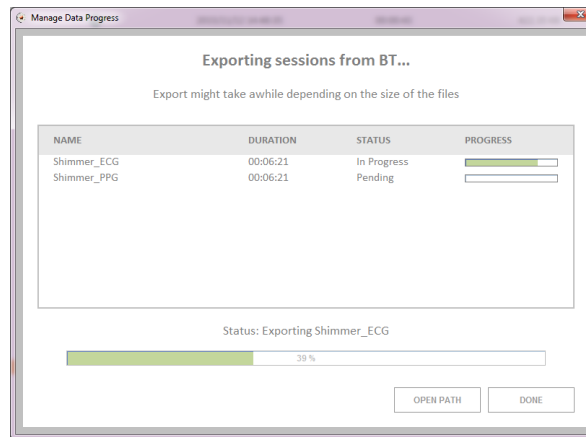 Manage Data Progress
Exporting sessions from BT...
Export might take awhile depending on the size of the files
NAME DURATION STATUS PROGRESS
Shimmer_ECG 00:06:21 In Progress
Shimmer_PPG 00:06:21 Pending
Status: Exporting Shimmer_ECG
39 %
OPEN PATH DONE